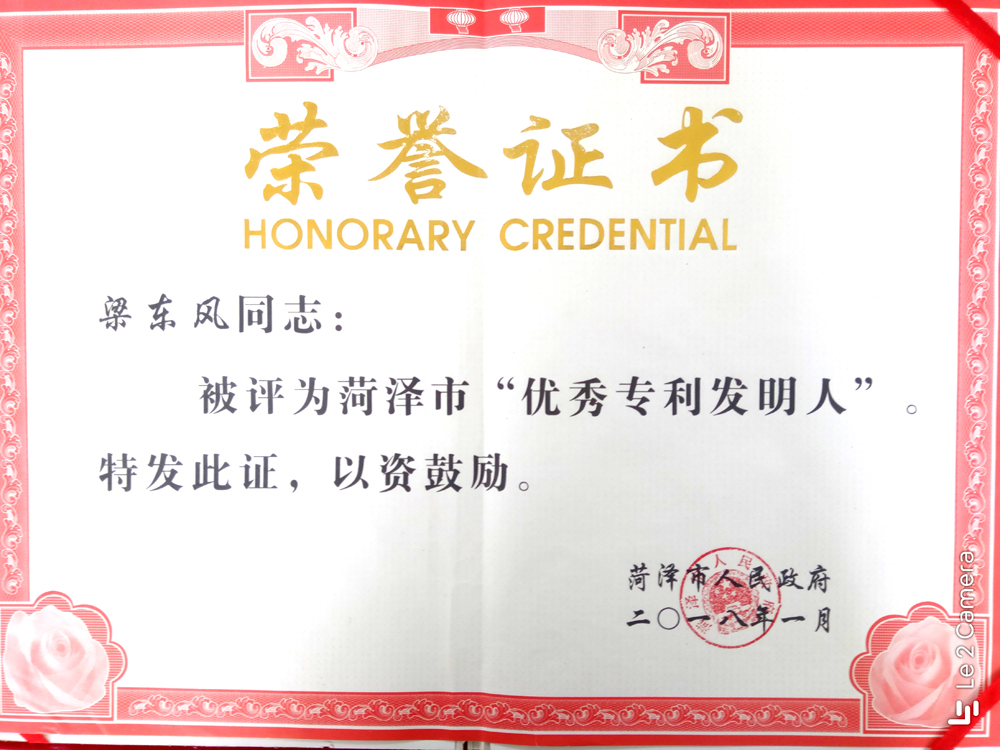 荣誉证书
HONORARY CREDENTIAL
梁东风同志：
被评为菏泽市“优秀专利发明人”。
特发此证，以资鼓励。
菏泽市人民政府
二〇一八年一月
Le 2 Camera